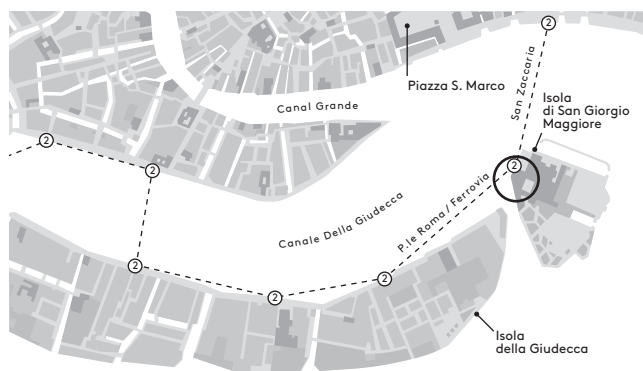 2
Piazza S. Marco
San Zaccaria
Canal Grande
Isola
di San Giorgio
Maggiore
2
2
2
P.le Roma / Ferrovia
Canale Della Giudecca
2
2
2
Isola
della Giudecca